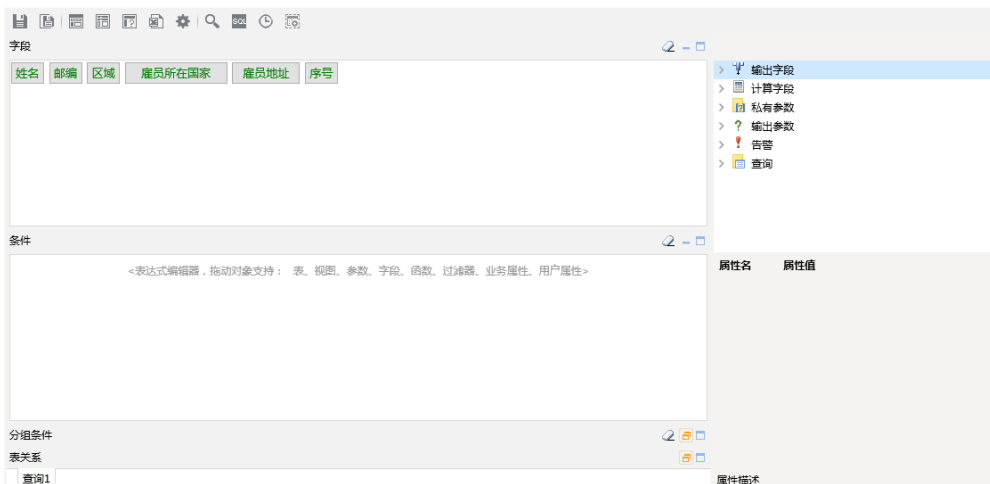 SQL
字段
姓名 邮编 区域 雇员所在国家 雇员地址 序号
输出字段
计算字段
私有参数
输出参数
告警
查询
条件
<表达式编辑器，拖动对象支持： 表、视图、参数、字段、函数、过滤器、业务属性、用户属性>
属性名 属性值
分组条件
表关系
查询1
属性描述